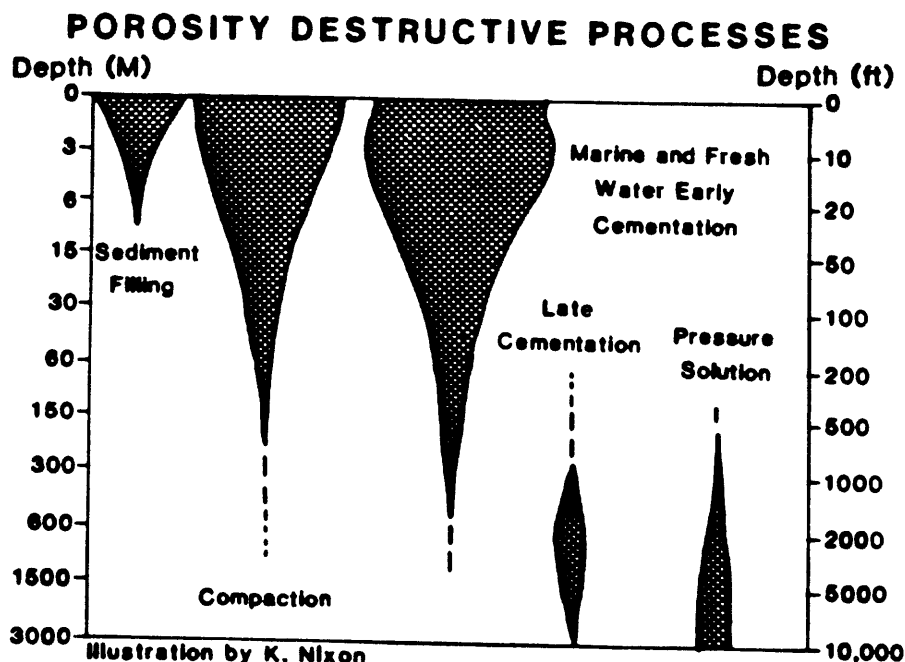 POROSITY DESTRUCTIVE PROCESSES
Depth (M)
Depth (ft)
0
3
6
15
30
60
150
300
600
1500
3000
0
10
20
50
100
200
500
1000
2000
5000
10,000
Sediment
Filling
Marine and Fresh
Water Early
Cementation
Late
Cementation
Pressure
Solution
Compaction
Illustration by K. Nixon